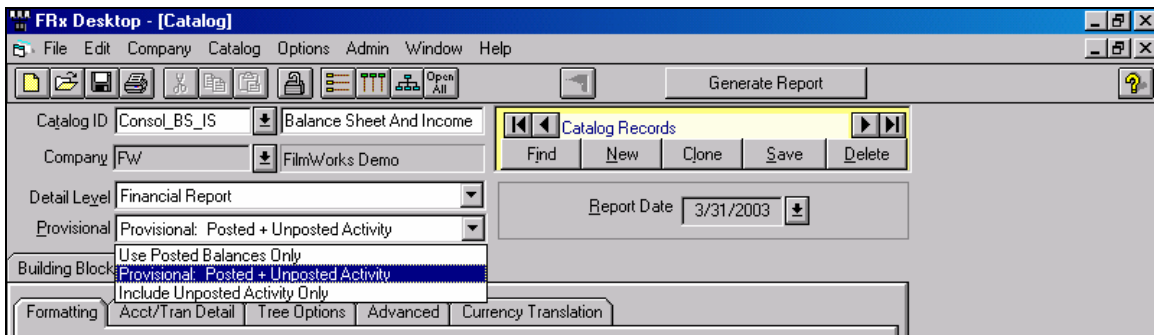 FRx Desktop - [Catalog]
File Edit Company Catalog Options Admin Window Help
Open All Generate Report
Catalog ID Consol_BS_IS Balance Sheet And Income
Catalog Records
Company FW FilmWorks Demo
Find New Clone Save Delete
Detail Level Financial Report
Report Date 3/31/2003
Provisional Provisional: Posted + Unposted Activity
Use Posted Balances Only
Building Block Provisional: Posted + Unposted Activity
Include Unposted Activity Only
Formatting Acct/Tran Detail Tree Options Advanced Currency Translation